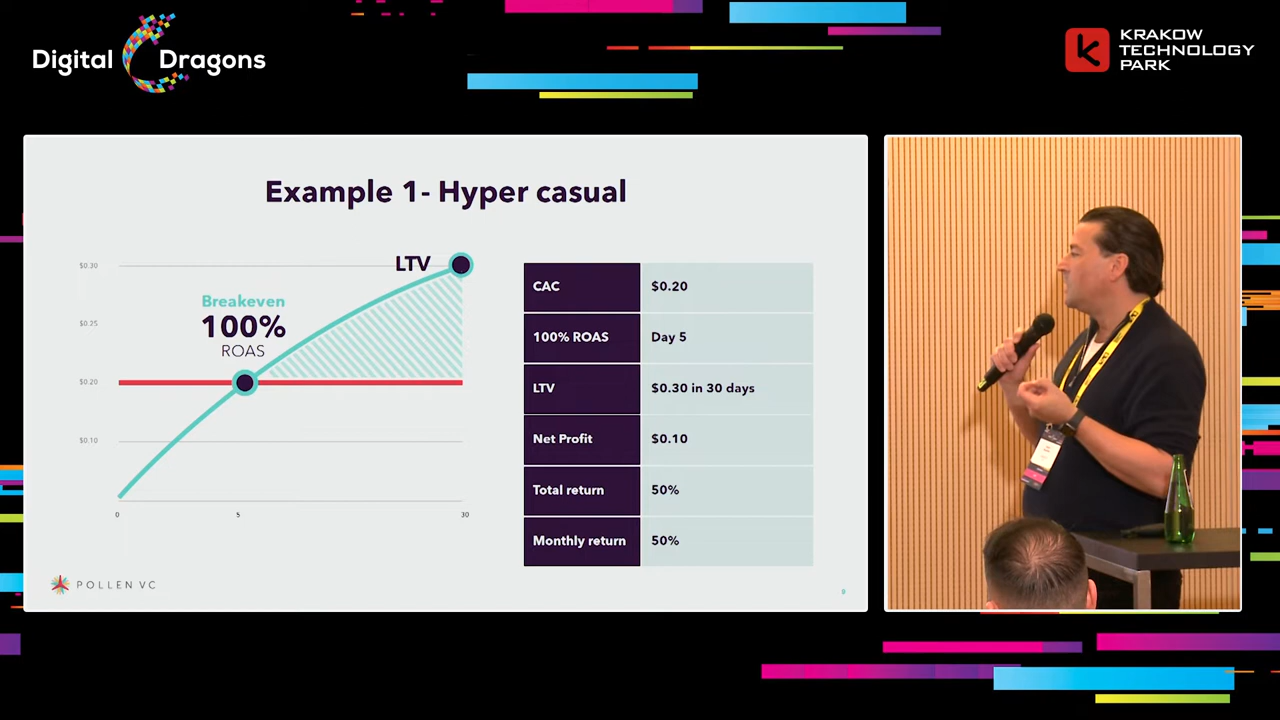 Digital Dragons
KRAKOW
TECHNOLOGY
PARK
Example 1- Hyper casual
LTV
Breakeven
100%
ROAS
$0.30
$0.25
$0.20
$0.10
0
5
30
CAC $0.20
100% ROAS Day 5
LTV $0.30 in 30 days
Net Profit $0.10
Total return 50%
Monthly return 50%
POLLEN VC
9